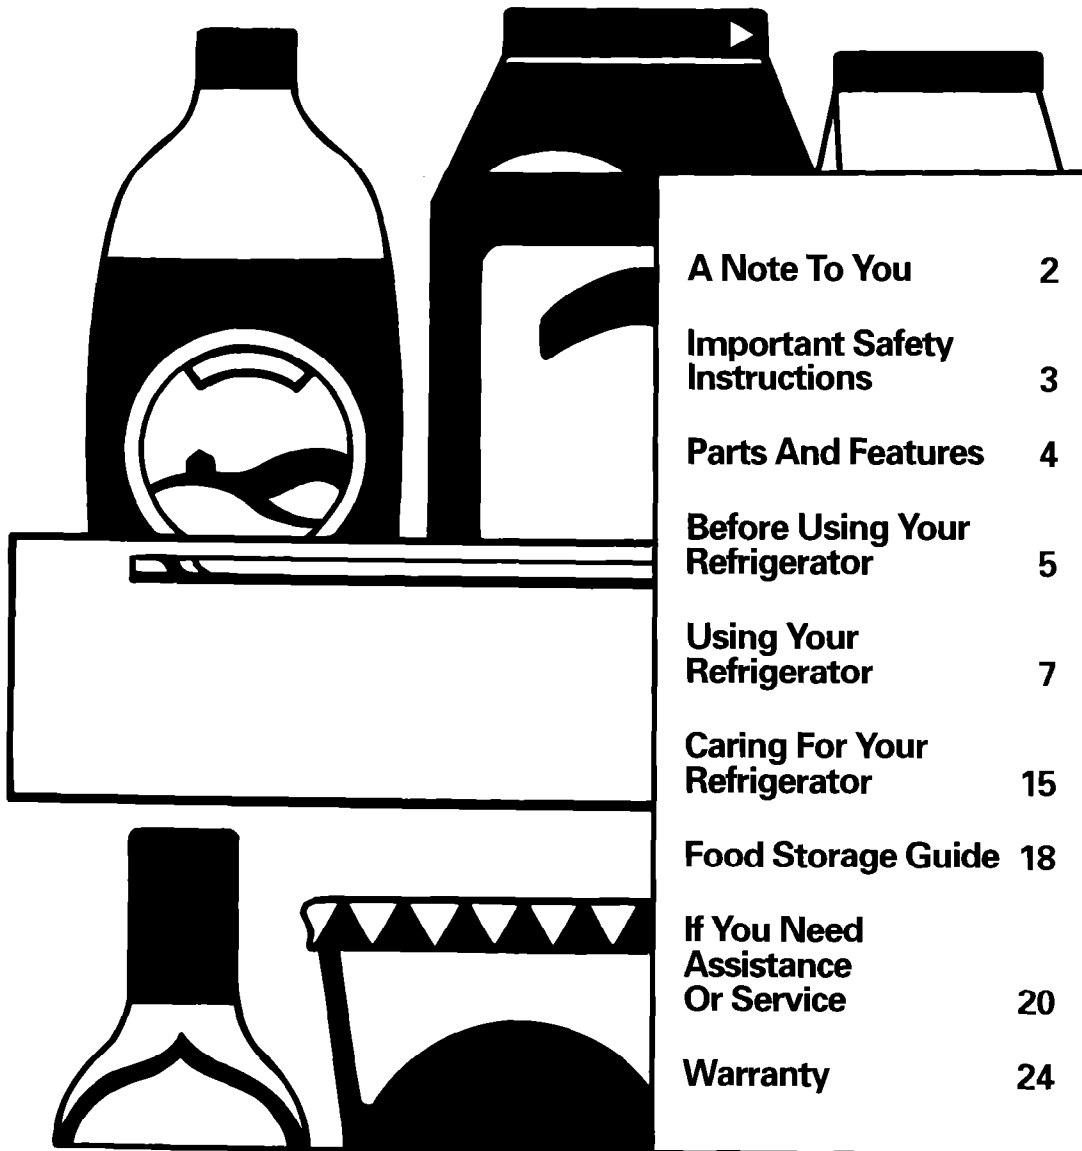 A Note To You 2
Important Safety
Instructions 3
Parts And Features 4
Before Using Your
Refrigerator 5
Using Your
Refrigerator 7
Caring For Your
Refrigerator 15
Food Storage Guide 18
If You Need
Assistance
Or Service 20
Warranty 24